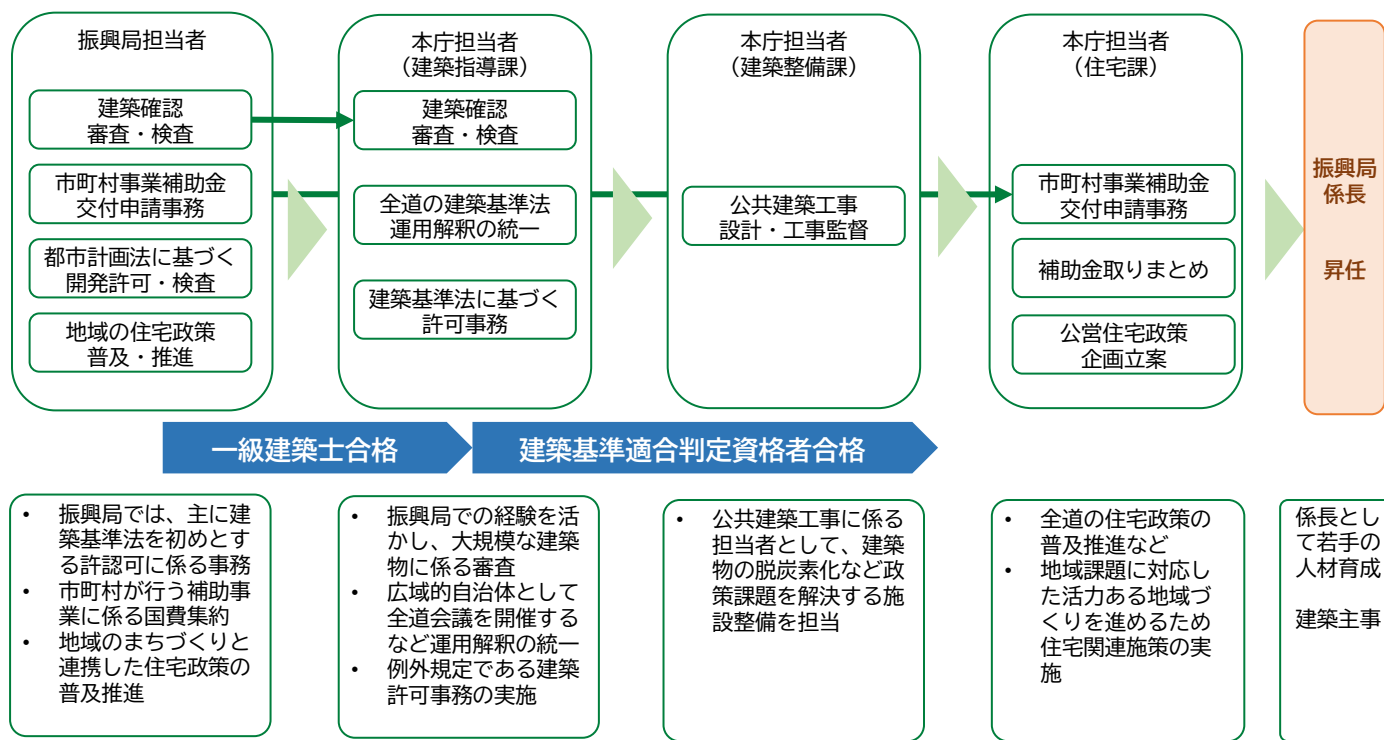 振興局担当者
建築確認
審査・検査
市町村事業補助金
交付申請事務
都市計画法に基づく
開発許可・検査
地域の住宅政策
普及・推進
本庁担当者
（建築指導課）
建築確認
審査・検査
全道の建築基準法
運用解釈の統一
建築基準法に基づく
許可事務
本庁担当者
（建築整備課）
公共建築工事
設計・工事監督
本庁担当者
（住宅課）
市町村事業補助金
交付申請事務
補助金取りまとめ
公営住宅政策
企画立案
振興局
係長
昇任
一級建築士合格
建築基準適合判定資格者合格
• 振興局では、主に建
築基準法を初めとす
る許認可に係る事務
• 市町村が行う補助事
業に係る国費集約
• 地域のまちづくりと
連携した住宅政策の
普及推進
• 振興局での経験を活
かし、大規模な建築
物に係る審査
• 広域的自治体として
全道会議を開催する
など運用解釈の統一
• 例外規定である建築
許可事務の実施
• 公共建築工事に係る
担当者として、建築
物の脱炭素化など政
策課題を解決する施
設整備を担当
• 全道の住宅政策の
普及推進など
• 地域課題に対応し
た活力ある地域づ
くりを進めるため
住宅関連施策の実
施
係長とし
て若手の
人材育成
建築主事